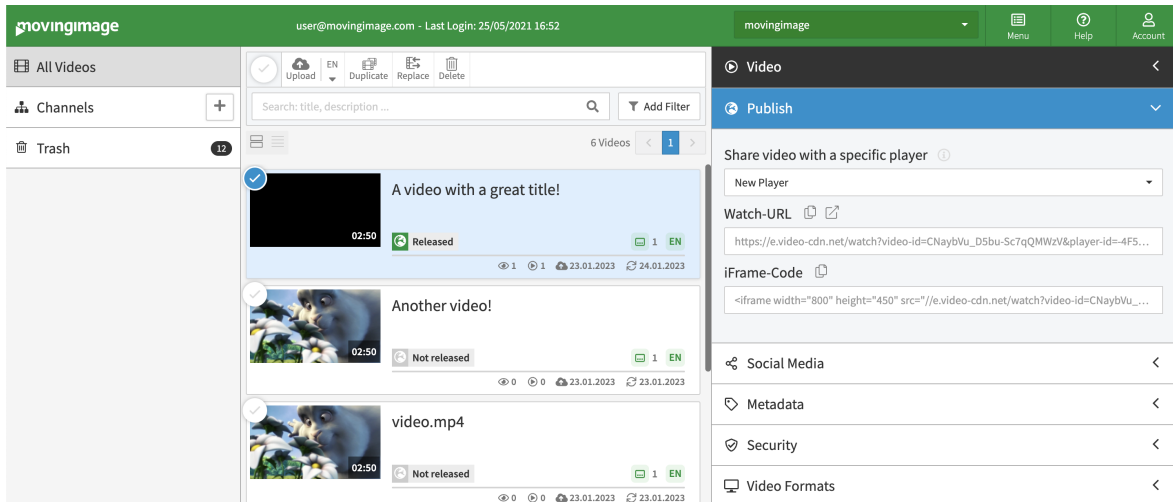 movingimage
user@movingimage.com - Last Login: 25/05/2021 16:52
movingimage
Menu
Help
Account
All Videos
Channels
Trash
12
Upload
EN
Duplicate
Replace
Delete
Search: title, description ...
Add Filter
6 Videos
1
A video with a great title!
02:50
Released
1 EN
1 1 23.01.2023 24.01.2023
Another video!
02:50
Not released
1 EN
0 0 23.01.2023 23.01.2023
video.mp4
02:50
Not released
1 EN
0 0 23.01.2023 23.01.2023
Video
Publish
Share video with a specific player
New Player
Watch-URL
https://e.video-cdn.net/watch?video-id=CNaybVu_D5bu-Sc7qQMWzV&player-id=-4F5...
iFrame-Code
<iframe width="800" height="450" src="//e.video-cdn.net/watch?video-id=CNaybVu_...
Social Media
Metadata
Security
Video Formats